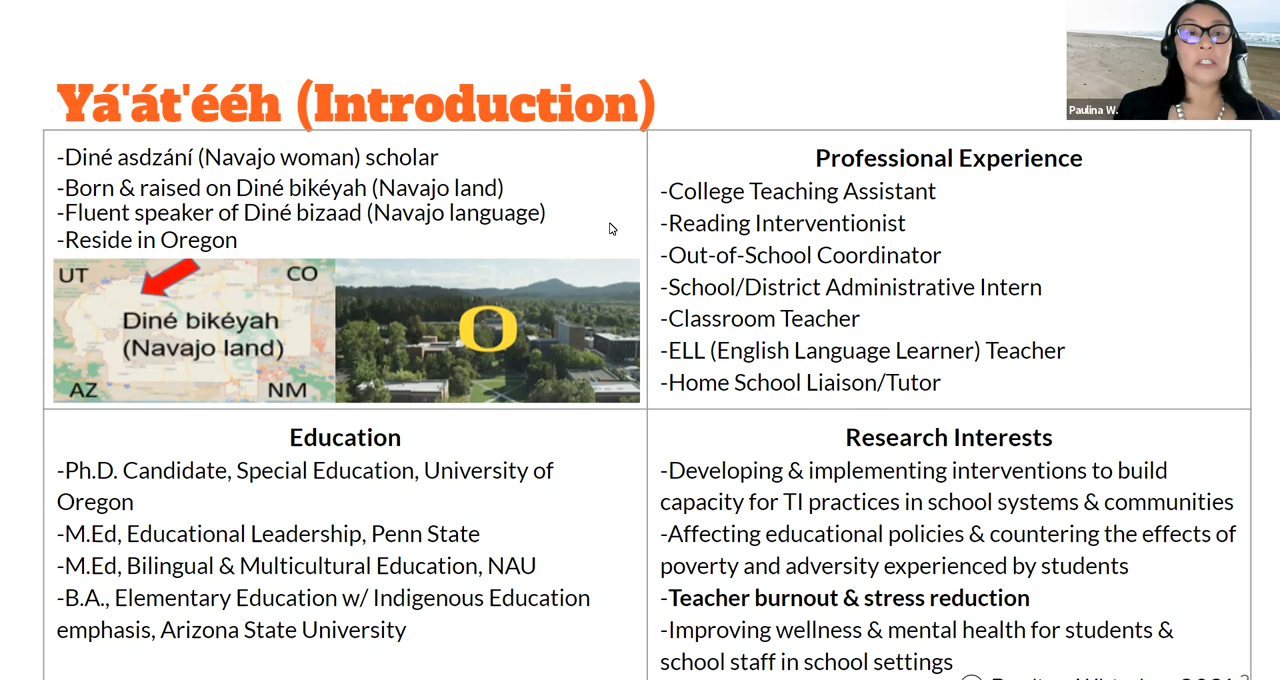 Paulina W.
Yá'át'ééh (Introduction)
-Diné asdzání (Navajo woman) scholar
-Born & raised on Diné bikéyah (Navajo land)
-Fluent speaker of Diné bizaad (Navajo language)
-Reside in Oregon
UT
CO
Diné bikéyah
(Navajo land)
AZ
NM
O
Professional Experience
-College Teaching Assistant
-Reading Interventionist
-Out-of-School Coordinator
-School/District Administrative Intern
-Classroom Teacher
-ELL (English Language Learner) Teacher
-Home School Liaison/Tutor
Education
-Ph.D. Candidate, Special Education, University of
Oregon
-M.Ed, Educational Leadership, Penn State
-M.Ed, Bilingual & Multicultural Education, NAU
-B.A., Elementary Education w/ Indigenous Education
emphasis, Arizona State University
Research Interests
-Developing & implementing interventions to build
capacity for TI practices in school systems & communities
-Affecting educational policies & countering the effects of
poverty and adversity experienced by students
-Teacher burnout & stress reduction
-Improving wellness & mental health for students &
school staff in school settings